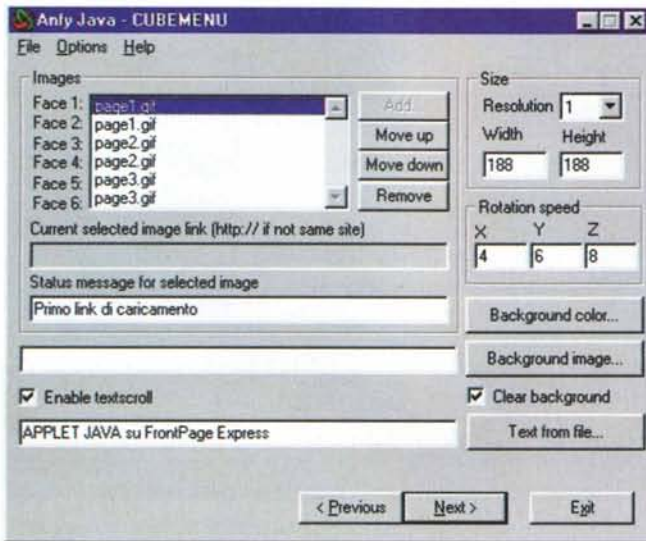 Anfy Java - CUBEMENU
File Options Help
Images
Face 1: page1.gif
Face 2: page1.gif
Face 3: page2.gif
Face 4: page2.gif
Face 5: page3.gif
Face 6: page3.gif
Add...
Move up
Move down
Remove
Current selected image link (http:// if not same site)
Status message for selected image
Primo link di caricamento
Enable textscroll
APPLET JAVA su FrontPage Express
Size
Resolution 1
Width Height
188 188
Rotation speed
X Y Z
4 6 8
Background color...
Background image...
Clear background
Text from file...
< Previous Next > Exit